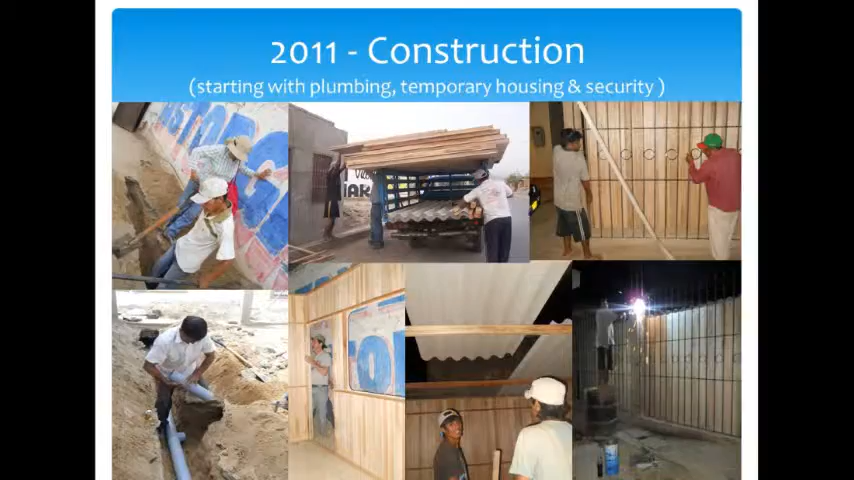 2011 - Construction
(starting with plumbing, temporary housing & security )